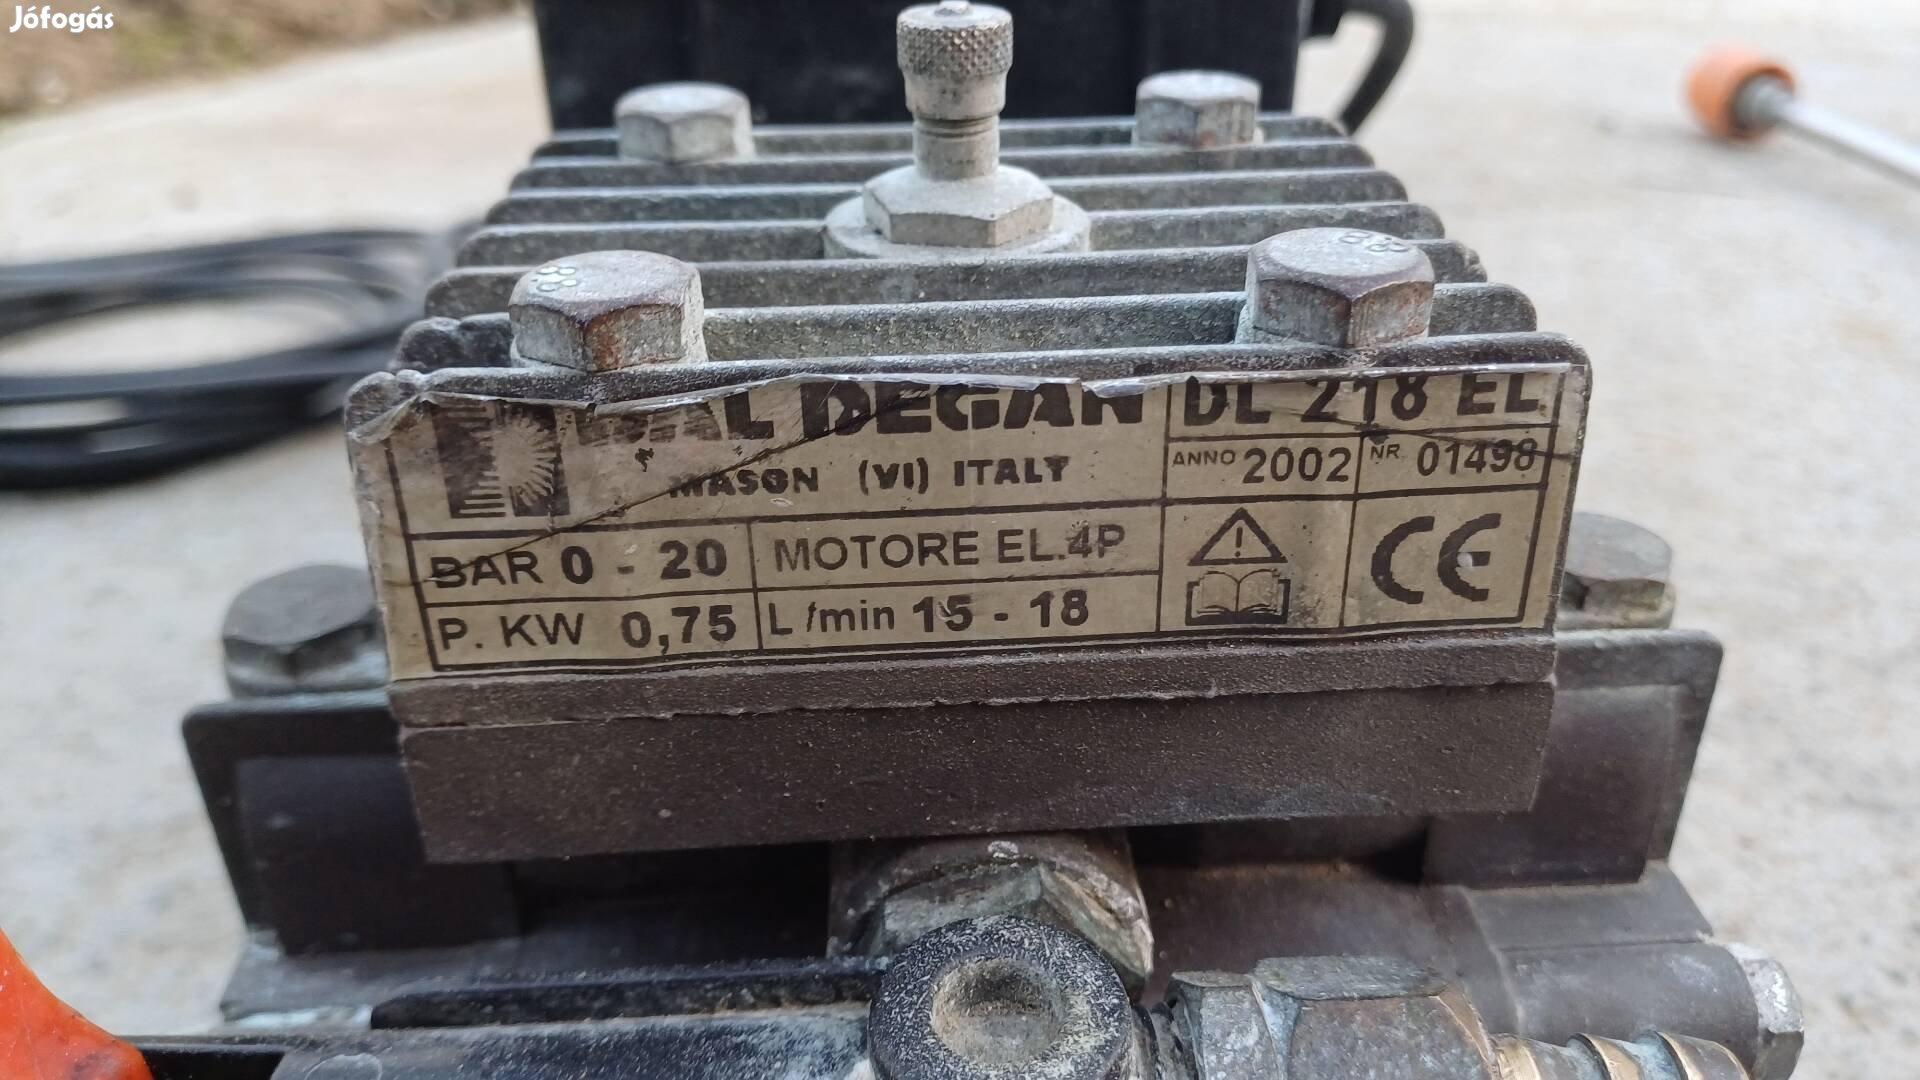 Jófogás
DAL DEGAN
DL 218 EL
MASON (VI) ITALY
ANNO 2002
NR. 01498
BAR 0 - 20
MOTORE EL.4P
P. KW 0,75
L /min 15 - 18
CE